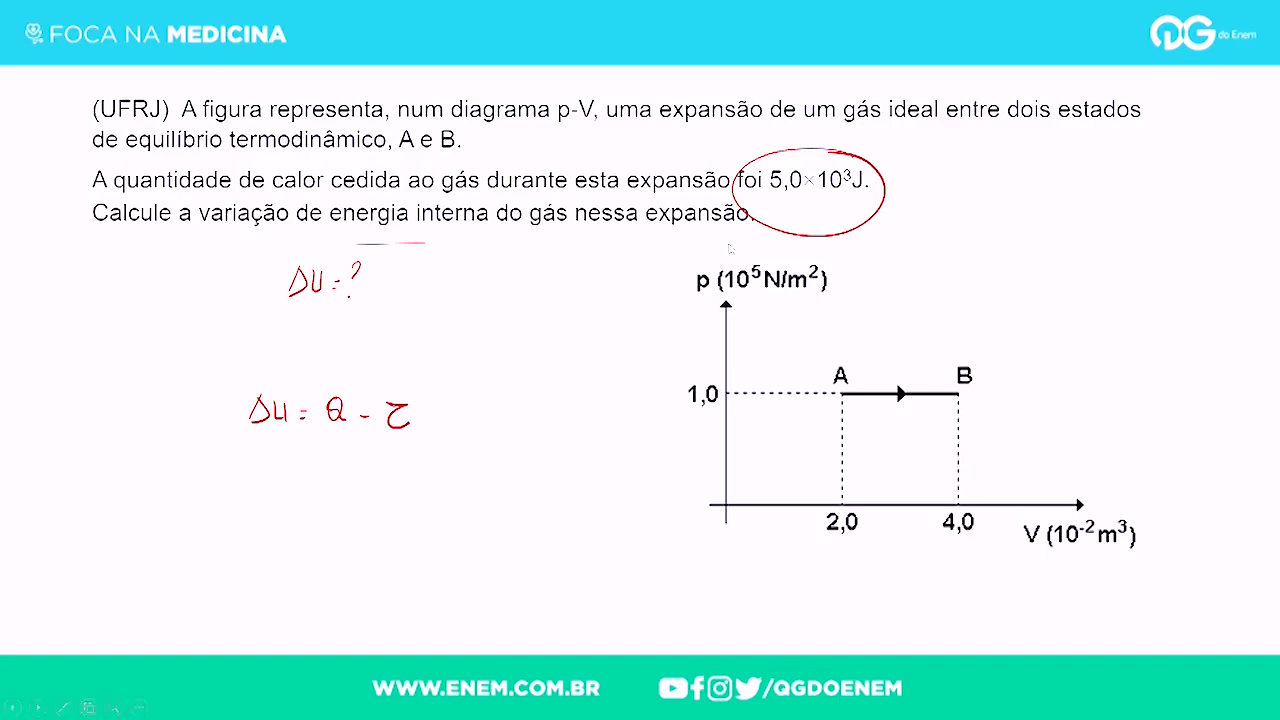 FOCA NA MEDICINA
QG do Enem
(UFRJ) A figura representa, num diagrama p-V, uma expansão de um gás ideal entre dois estados
de equilíbrio termodinâmico, A e B.
A quantidade de calor cedida ao gás durante esta expansão foi 5,0×10³J.
Calcule a variação de energia interna do gás nessa expansão.
ΔU = ?
p (10⁵N/m²)
A B
1,0
ΔU = Q - τ
2,0 4,0
V (10⁻²m³)
WWW.ENEM.COM.BR
/QGDOENEM